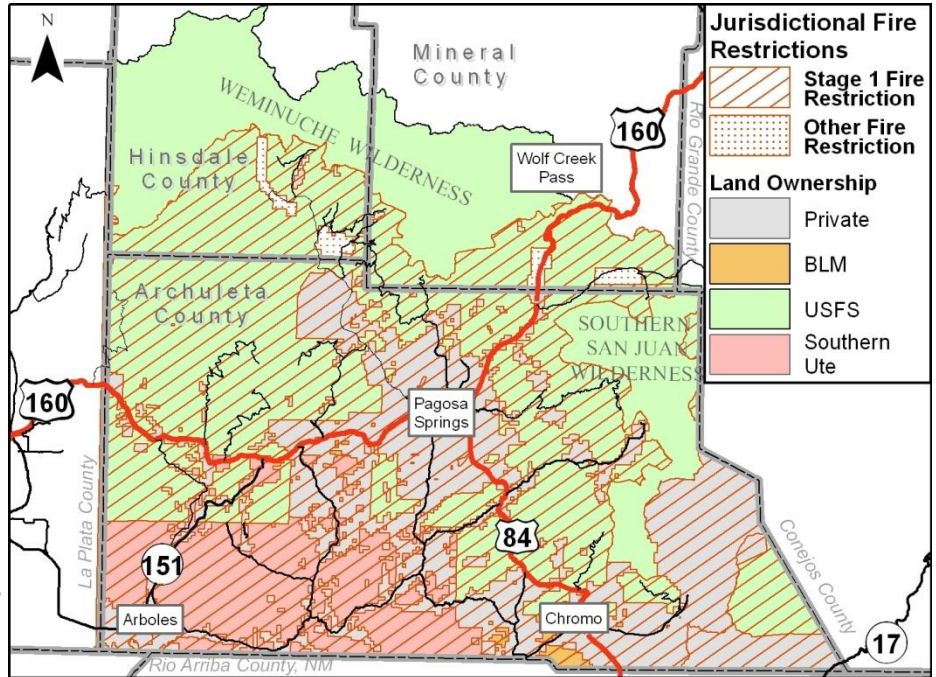 N
Mineral
County
WEMINUCHE WILDERNESS
160
Wolf Creek
Pass
Hinsdale
County
Rio Grande County
Archuleta
County
SOUTHERN
SAN JUAN
WILDERNESS
160
Pagosa
Springs
La Plata County
84
151
Arboles
Chromo
Conejos County
17
Rio Arriba County, NM
Jurisdictional Fire
Restrictions
Stage 1 Fire
Restriction
Other Fire
Restriction
Land Ownership
Private
BLM
USFS
Southern
Ute